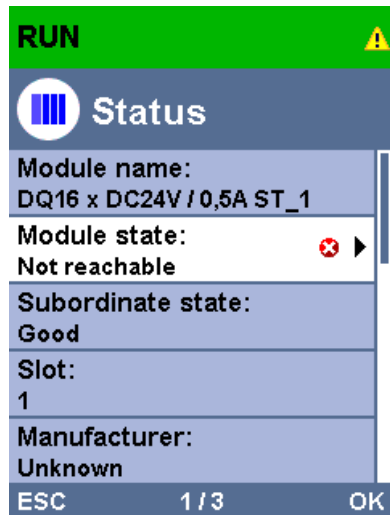 RUN
Status
Module name:
DQ16 x DC24V / 0,5A ST_1
Module state:
Not reachable
Subordinate state:
Good
Slot:
1
Manufacturer:
Unknown
ESC 1/3 OK